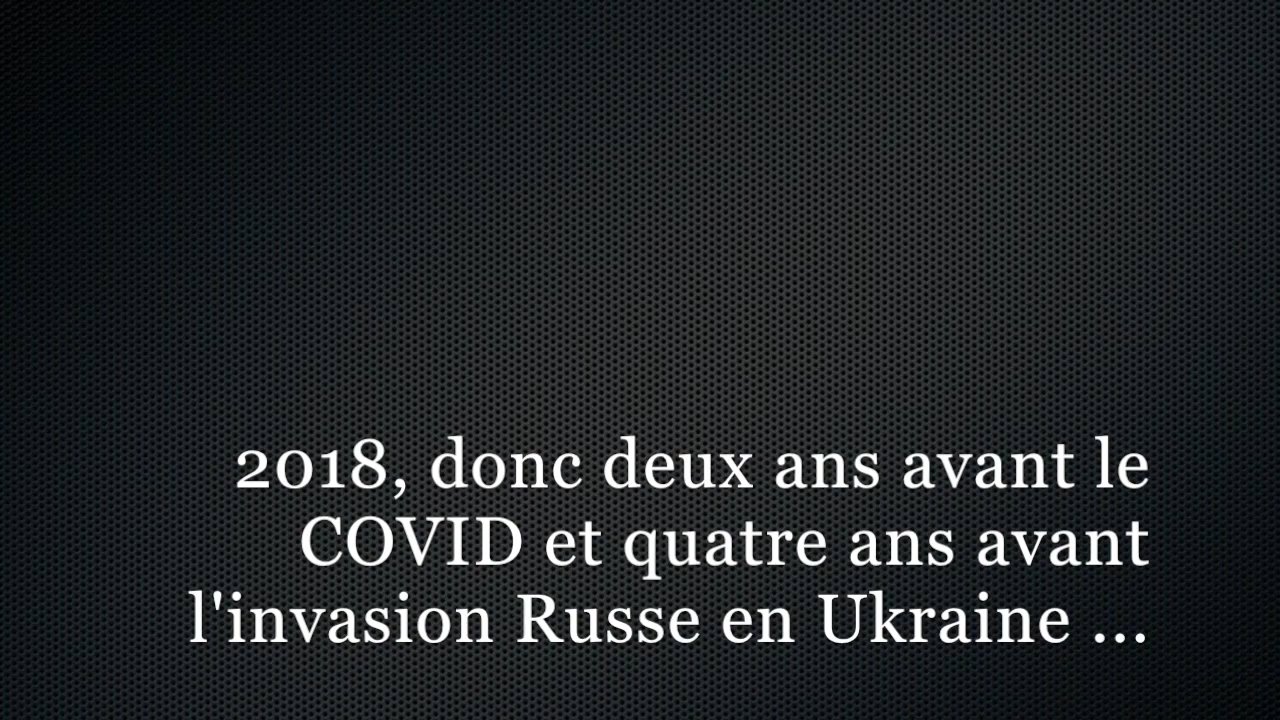 2018, donc deux ans avant le
COVID et quatre ans avant
l'invasion Russe en Ukraine ...